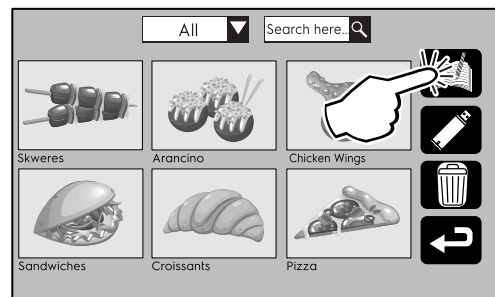 All
Search here...
Skweres
Arancino
Chicken Wings
Sandwiches
Croissants
Pizza